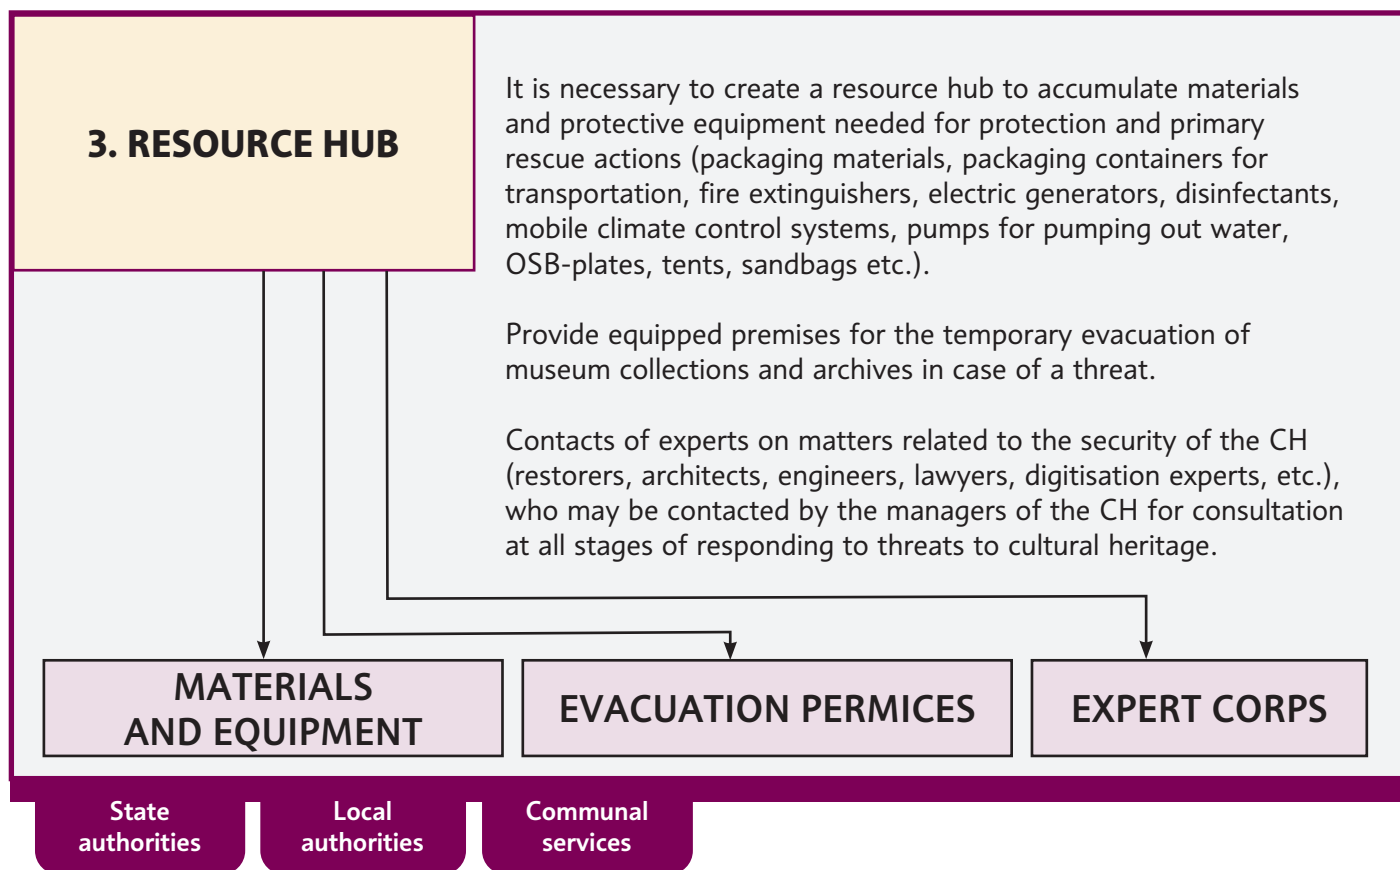 3. RESOURCE HUB
It is necessary to create a resource hub to accumulate materials
and protective equipment needed for protection and primary
rescue actions (packaging materials, packaging containers for
transportation, fire extinguishers, electric generators, disinfectants,
mobile climate control systems, pumps for pumping out water,
OSB-plates, tents, sandbags etc.).
Provide equipped premises for the temporary evacuation of
museum collections and archives in case of a threat.
Contacts of experts on matters related to the security of the CH
(restorers, architects, engineers, lawyers, digitisation experts, etc.),
who may be contacted by the managers of the CH for consultation
at all stages of responding to threats to cultural heritage.
MATERIALS
AND EQUIPMENT
EVACUATION PERMICES
EXPERT CORPS
State
authorities
Local
authorities
Communal
services